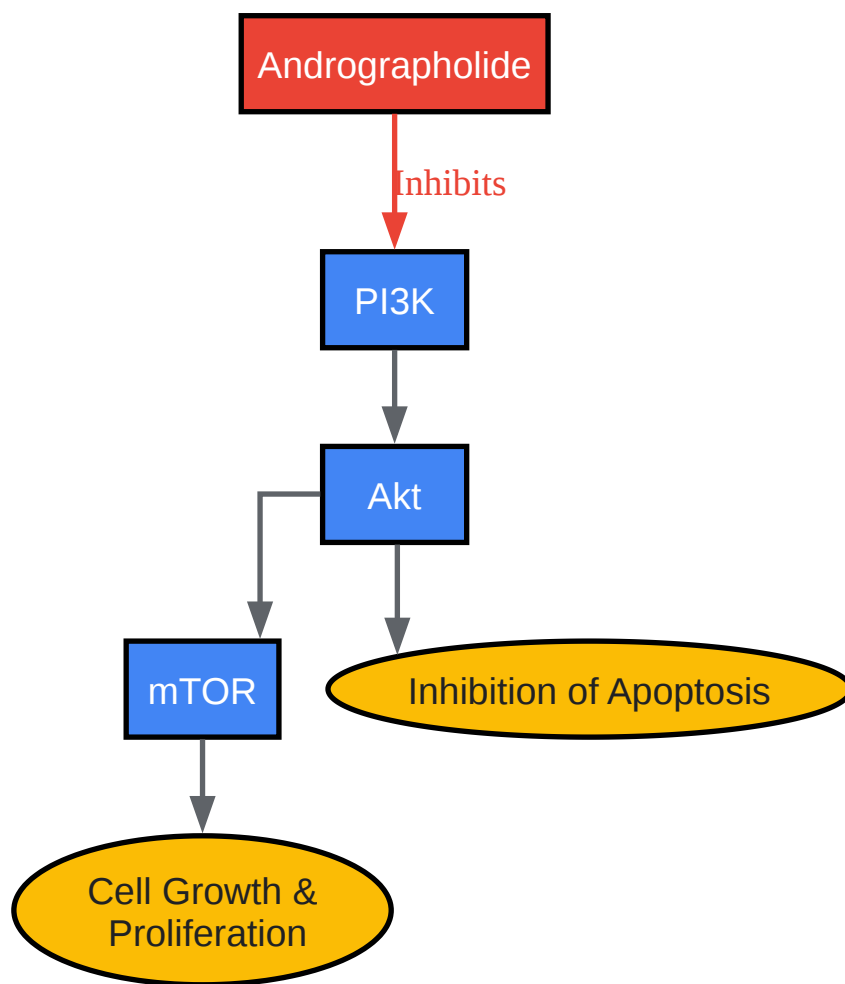 Andrographolide
Inhibits
PI3K
Akt
mTOR
Inhibition of Apoptosis
Cell Growth &
Proliferation